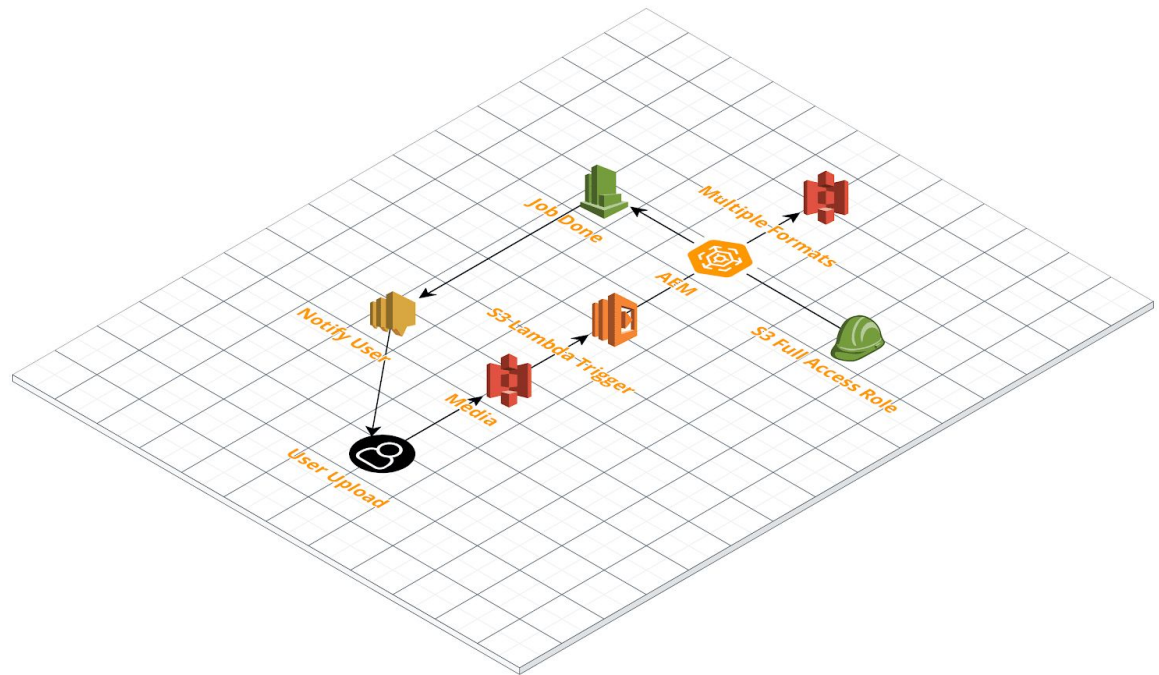 Multiple Formats
Job Done
AEM
Notify User
S3 Lambda Trigger
S3 Full Access Role
Media
User Upload